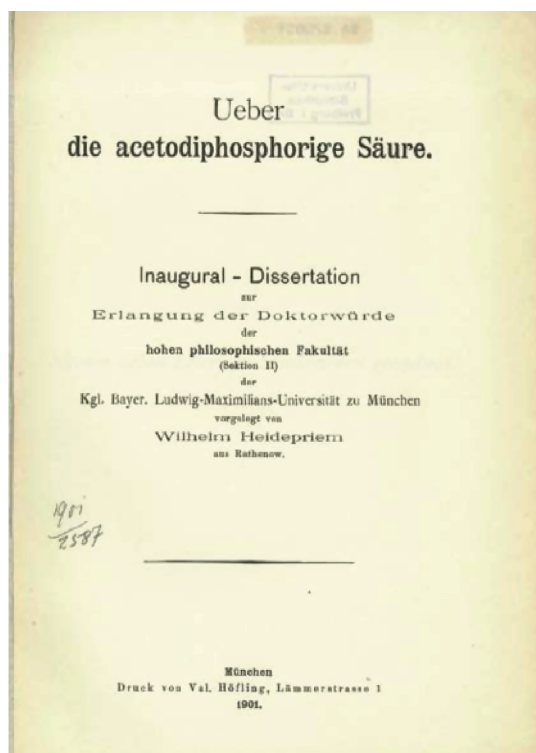 Ueber
die acetodiphosphorige Säure.
Inaugural - Dissertation
zur
Erlangung der Doktorwürde
der
hohen philosophischen Fakultät
(Sektion II)
der
Kgl. Bayer. Ludwig-Maximilians-Universität zu München
vorgelegt von
Wilhelm Heidepriem
aus Rathenow.
1901
2587
München
Druck von Val. Höfling, Lämmerstrasse 1
1901.